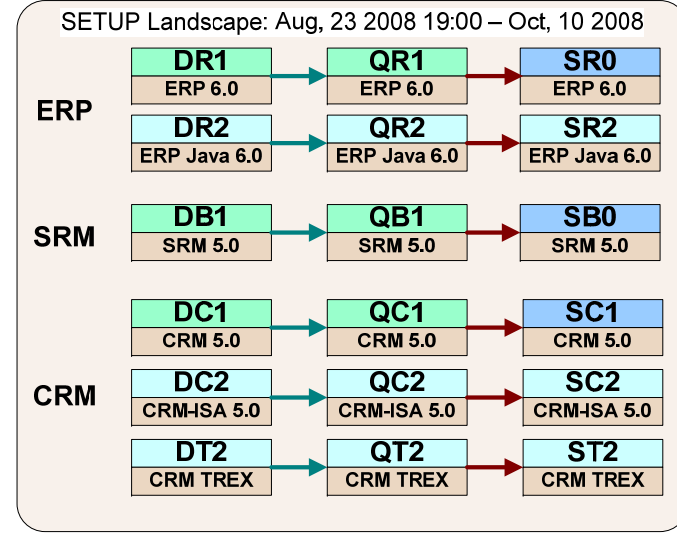 SETUP Landscape: Aug, 23 2008 19:00 – Oct, 10 2008
ERP
DR1 QR1 SR0
ERP 6.0 ERP 6.0 ERP 6.0
DR2 QR2 SR2
ERP Java 6.0 ERP Java 6.0 ERP Java 6.0
SRM
DB1 QB1 SB0
SRM 5.0 SRM 5.0 SRM 5.0
CRM
DC1 QC1 SC1
CRM 5.0 CRM 5.0 CRM 5.0
DC2 QC2 SC2
CRM-ISA 5.0 CRM-ISA 5.0 CRM-ISA 5.0
DT2 QT2 ST2
CRM TREX CRM TREX CRM TREX